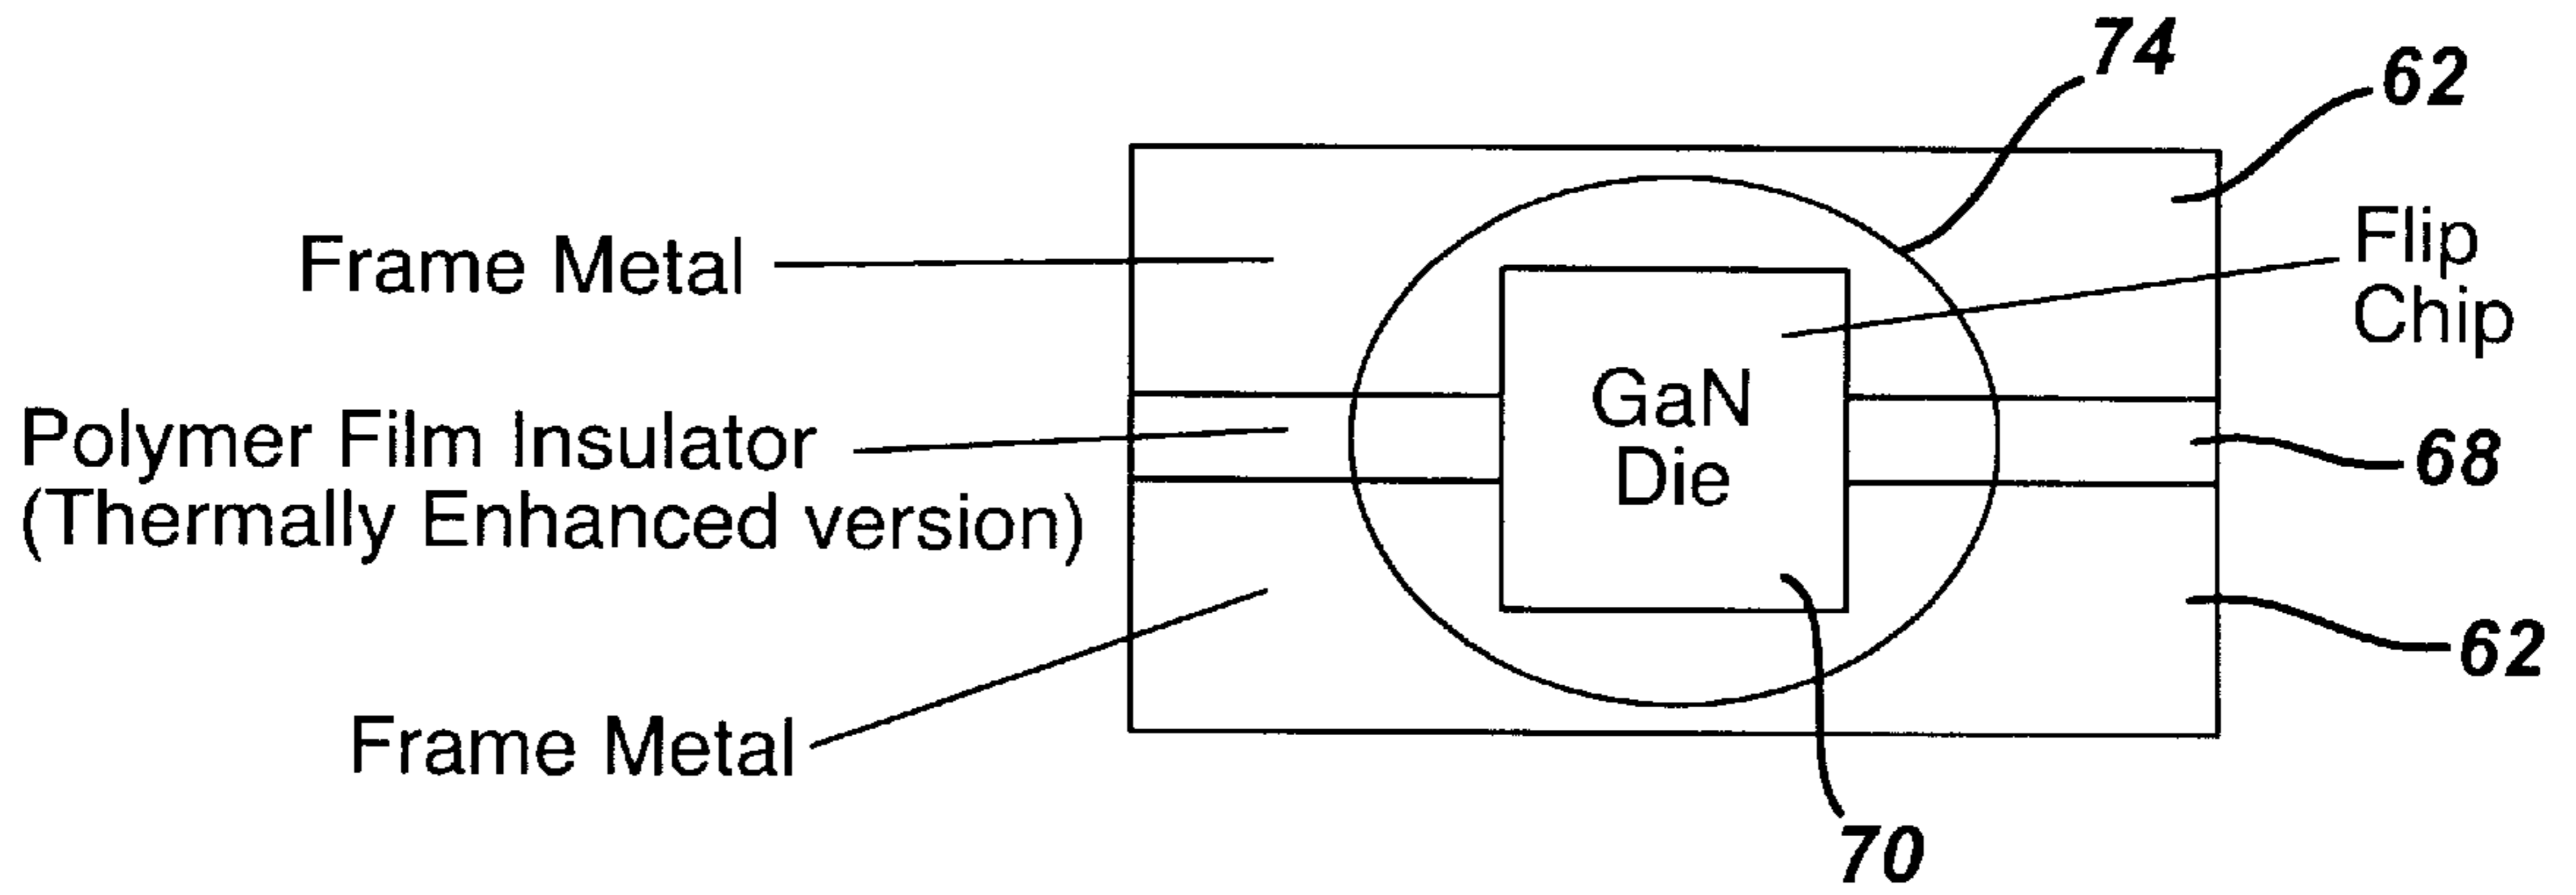 74
62
Frame Metal
Flip
Chip
GaN
Die
Polymer Film Insulator
(Thermally Enhanced version)
68
62
Frame Metal
70